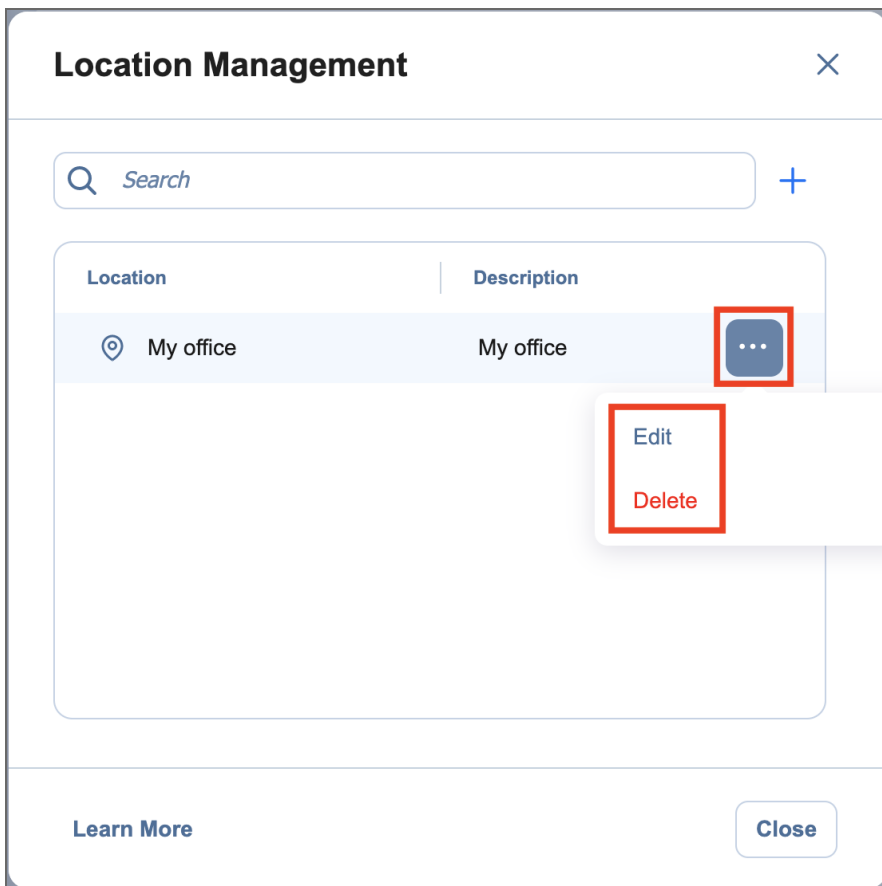 Location Management
Search
Location Description
My office My office
Edit
Delete
Learn More Close